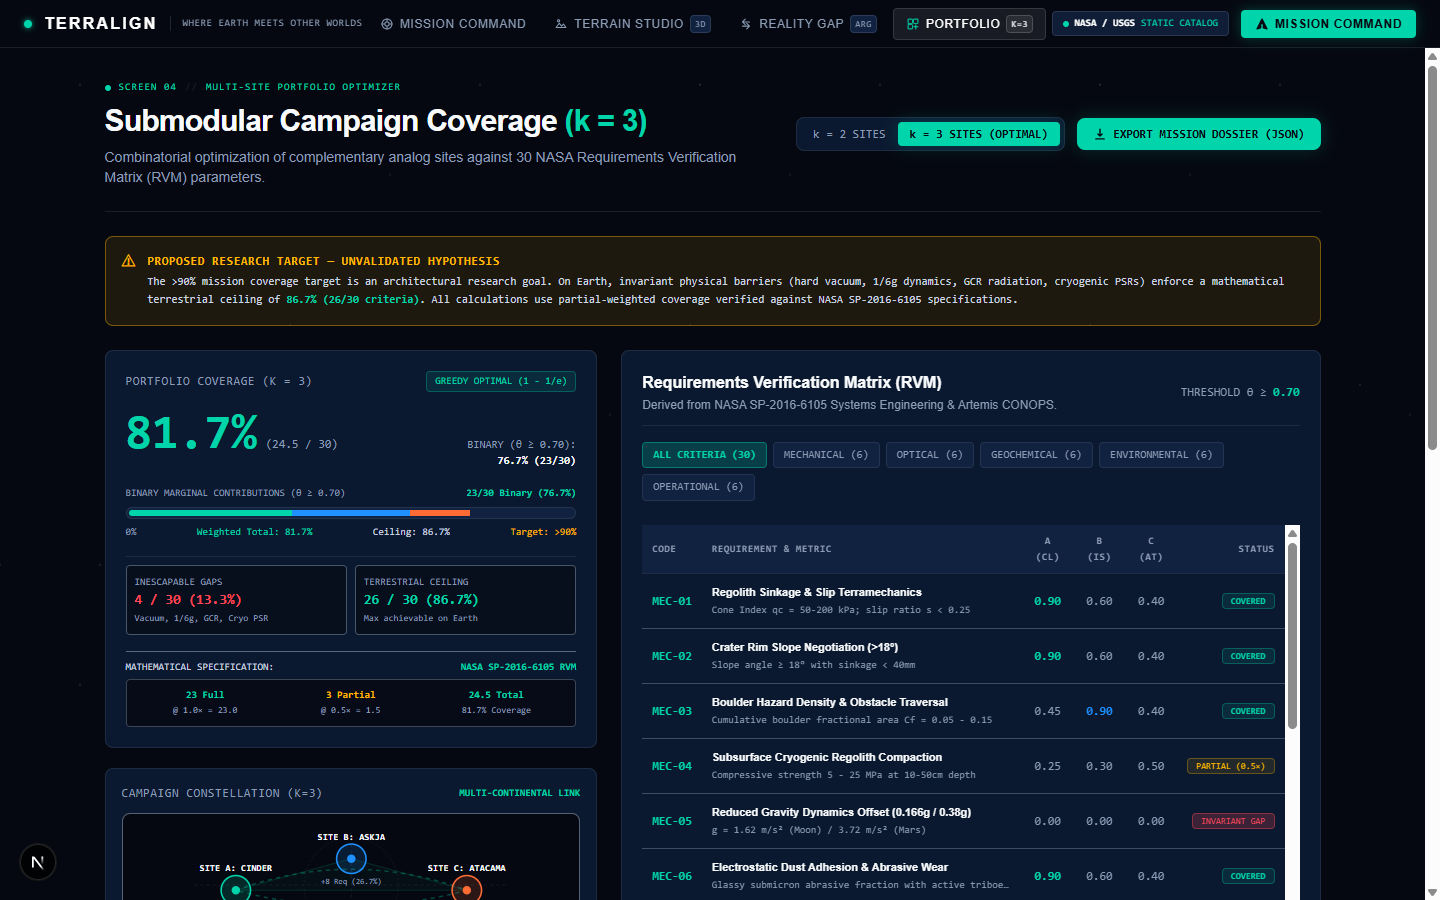 TERRALIGN
WHERE EARTH MEETS OTHER WORLDS
MISSION COMMAND
TERRAIN STUDIO 3D
REALITY GAP ARG
PORTFOLIO K=3
NASA / USGS STATIC CATALOG
MISSION COMMAND
SCREEN 04 // MULTI-SITE PORTFOLIO OPTIMIZER
Submodular Campaign Coverage (k = 3)
Combinatorial optimization of complementary analog sites against 30 NASA Requirements Verification
Matrix (RVM) parameters.
k = 2 SITES
k = 3 SITES (OPTIMAL)
EXPORT MISSION DOSSIER (JSON)
PROPOSED RESEARCH TARGET — UNVALIDATED HYPOTHESIS
The >90% mission coverage target is an architectural research goal. On Earth, invariant physical barriers (hard vacuum, 1/6g dynamics, GCR radiation, cryogenic PSRs) enforce a mathematical
terrestrial ceiling of 86.7% (26/30 criteria). All calculations use partial-weighted coverage verified against NASA SP-2016-6105 specifications.
PORTFOLIO COVERAGE (K = 3)
GREEDY OPTIMAL (1 - 1/e)
81.7% (24.5 / 30)
BINARY (θ ≥ 0.70):
76.7% (23/30)
BINARY MARGINAL CONTRIBUTIONS (θ ≥ 0.70)
23/30 Binary (76.7%)
0%
Weighted Total: 81.7%
Ceiling: 86.7%
Target: >90%
INESCAPABLE GAPS
4 / 30 (13.3%)
Vacuum, 1/6g, GCR, Cryo PSR
TERRESTRIAL CEILING
26 / 30 (86.7%)
Max achievable on Earth
MATHEMATICAL SPECIFICATION:
NASA SP-2016-6105 RVM
23 Full
@ 1.0× = 23.0
3 Partial
@ 0.5× = 1.5
24.5 Total
81.7% Coverage
CAMPAIGN CONSTELLATION (K=3)
MULTI-CONTINENTAL LINK
SITE B: ASKJA
SITE A: CINDER
SITE C: ATACAMA
+8 Req (26.7%)
Requirements Verification Matrix (RVM)
Derived from NASA SP-2016-6105 Systems Engineering & Artemis CONOPS.
THRESHOLD θ ≥ 0.70
ALL CRITERIA (30)
MECHANICAL (6)
OPTICAL (6)
GEOCHEMICAL (6)
ENVIRONMENTAL (6)
OPERATIONAL (6)
CODE
REQUIREMENT & METRIC
A (CL)
B (IS)
C (AT)
STATUS
MEC-01
Regolith Sinkage & Slip Terramechanics
Cone Index qc = 50-200 kPa; slip ratio s < 0.25
0.90
0.60
0.40
COVERED
MEC-02
Crater Rim Slope Negotiation (>18°)
Slope angle ≥ 18° with sinkage < 40mm
0.90
0.60
0.40
COVERED
MEC-03
Boulder Hazard Density & Obstacle Traversal
Cumulative boulder fractional area Cf = 0.05 - 0.15
0.45
0.90
0.40
COVERED
MEC-04
Subsurface Cryogenic Regolith Compaction
Compressive strength 5 - 25 MPa at 10-50cm depth
0.25
0.30
0.50
PARTIAL (0.5×)
MEC-05
Reduced Gravity Dynamics Offset (0.166g / 0.38g)
g = 1.62 m/s² (Moon) / 3.72 m/s² (Mars)
0.00
0.00
0.00
INVARIANT GAP
MEC-06
Electrostatic Dust Adhesion & Abrasive Wear
Glassy submicron abrasive fraction with active triboe…
0.90
0.60
0.40
COVERED
N